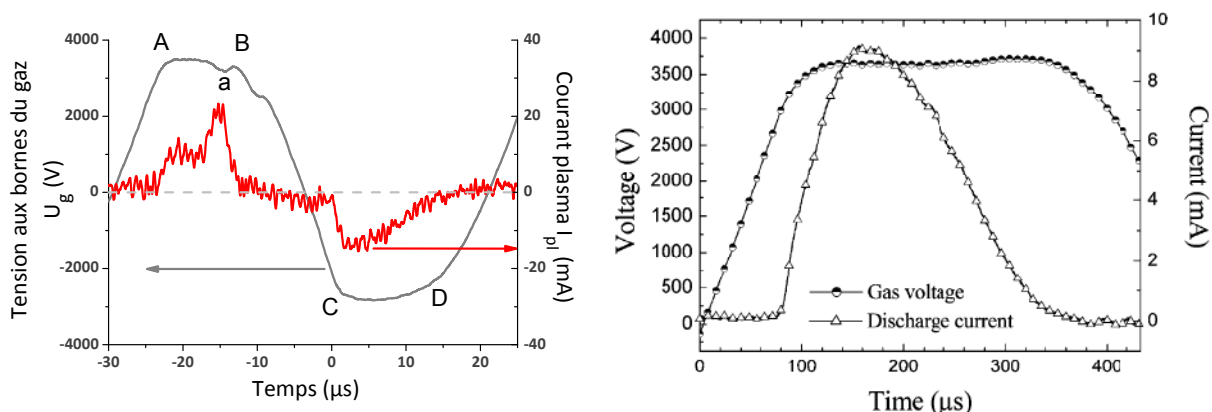 Tension aux bornes du gaz
U_g (V)
4000
2000
0
-2000
-4000
A
B
a
C
D
-30
-20
-10
0
10
20
Temps (µs)
40
20
0
-20
-40
Courant plasma I_pl (mA)
Voltage (V)
4000
3500
3000
2500
2000
1500
1000
500
0
Gas voltage
Discharge current
0
100
200
300
400
Time (µs)
10
8
6
4
2
0
Current (mA)